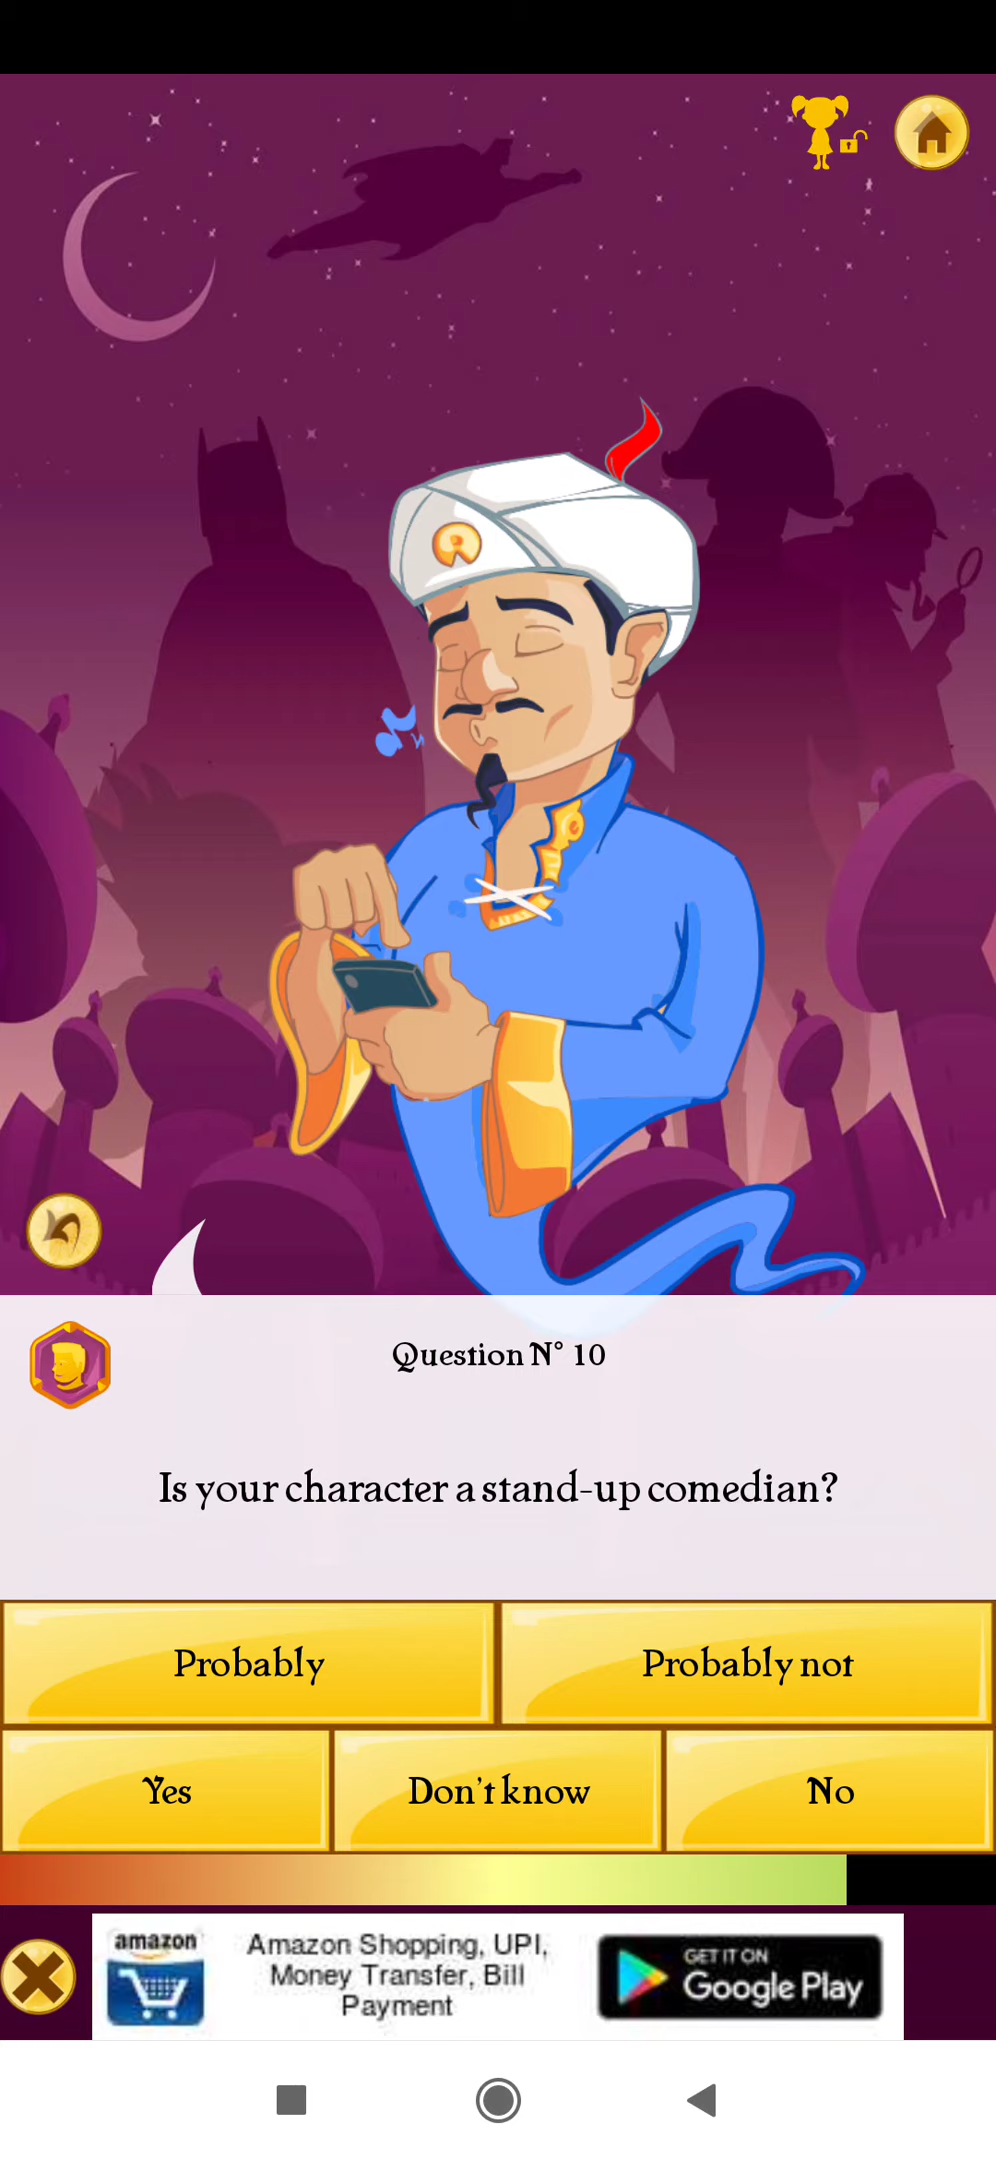 Question N° 10
Is your character a stand-up comedian?
Probably
Probably not
Yes
Don't know
No
amazon
Amazon Shopping, UPI,
Money Transfer, Bill
Payment
GET IT ON
Google Play